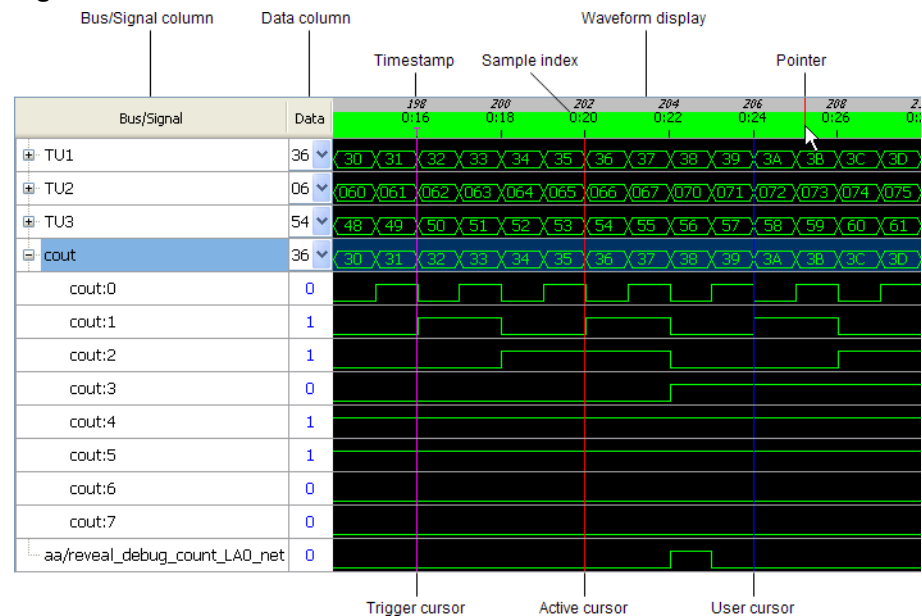 Bus/Signal column Data column Waveform display
Timestamp Sample index Pointer
198 200 202 204 206 208
Bus/Signal Data 0:16 0:18 0:20 0:22 0:24 0:26
T
TU1 36 30 31 32 33 34 35 36 37 38 39 3A 3B 3C 3D
TU2 06 060 061 062 063 064 065 066 067 070 071 072 073 074 075
TU3 54 48 49 50 51 52 53 54 55 56 57 58 59 60 61
cout 36 30 31 32 33 34 35 36 37 38 39 3A 3B 3C 3D
cout:0 0
cout:1 1
cout:2 1
cout:3 0
cout:4 1
cout:5 1
cout:6 0
cout:7 0
aa/reveal_debug_count_LA0_net 0
Trigger cursor Active cursor User cursor